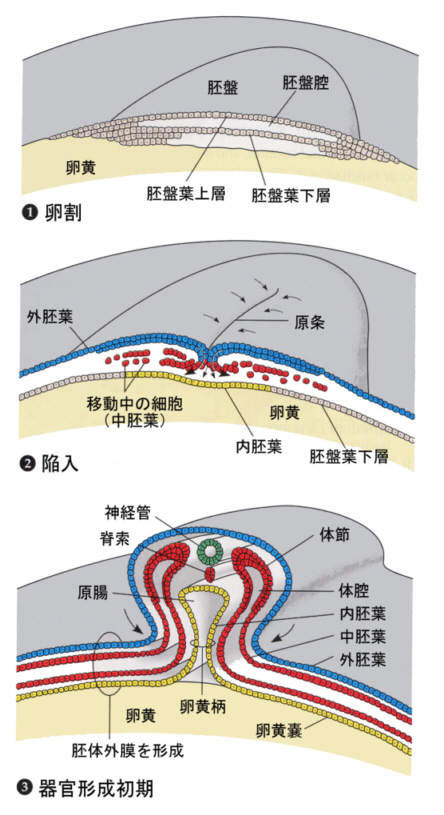 胚盤
胚盤腔
卵黄
胚盤葉上層
胚盤葉下層
❶ 卵割
外胚葉
原条
移動中の細胞
(中胚葉)
卵黄
内胚葉
胚盤葉下層
❷ 陥入
神経管
脊索
体節
原腸
体腔
内胚葉
中胚葉
外胚葉
卵黄柄
卵黄
卵黄嚢
胚体外膜を形成
❸ 器官形成初期